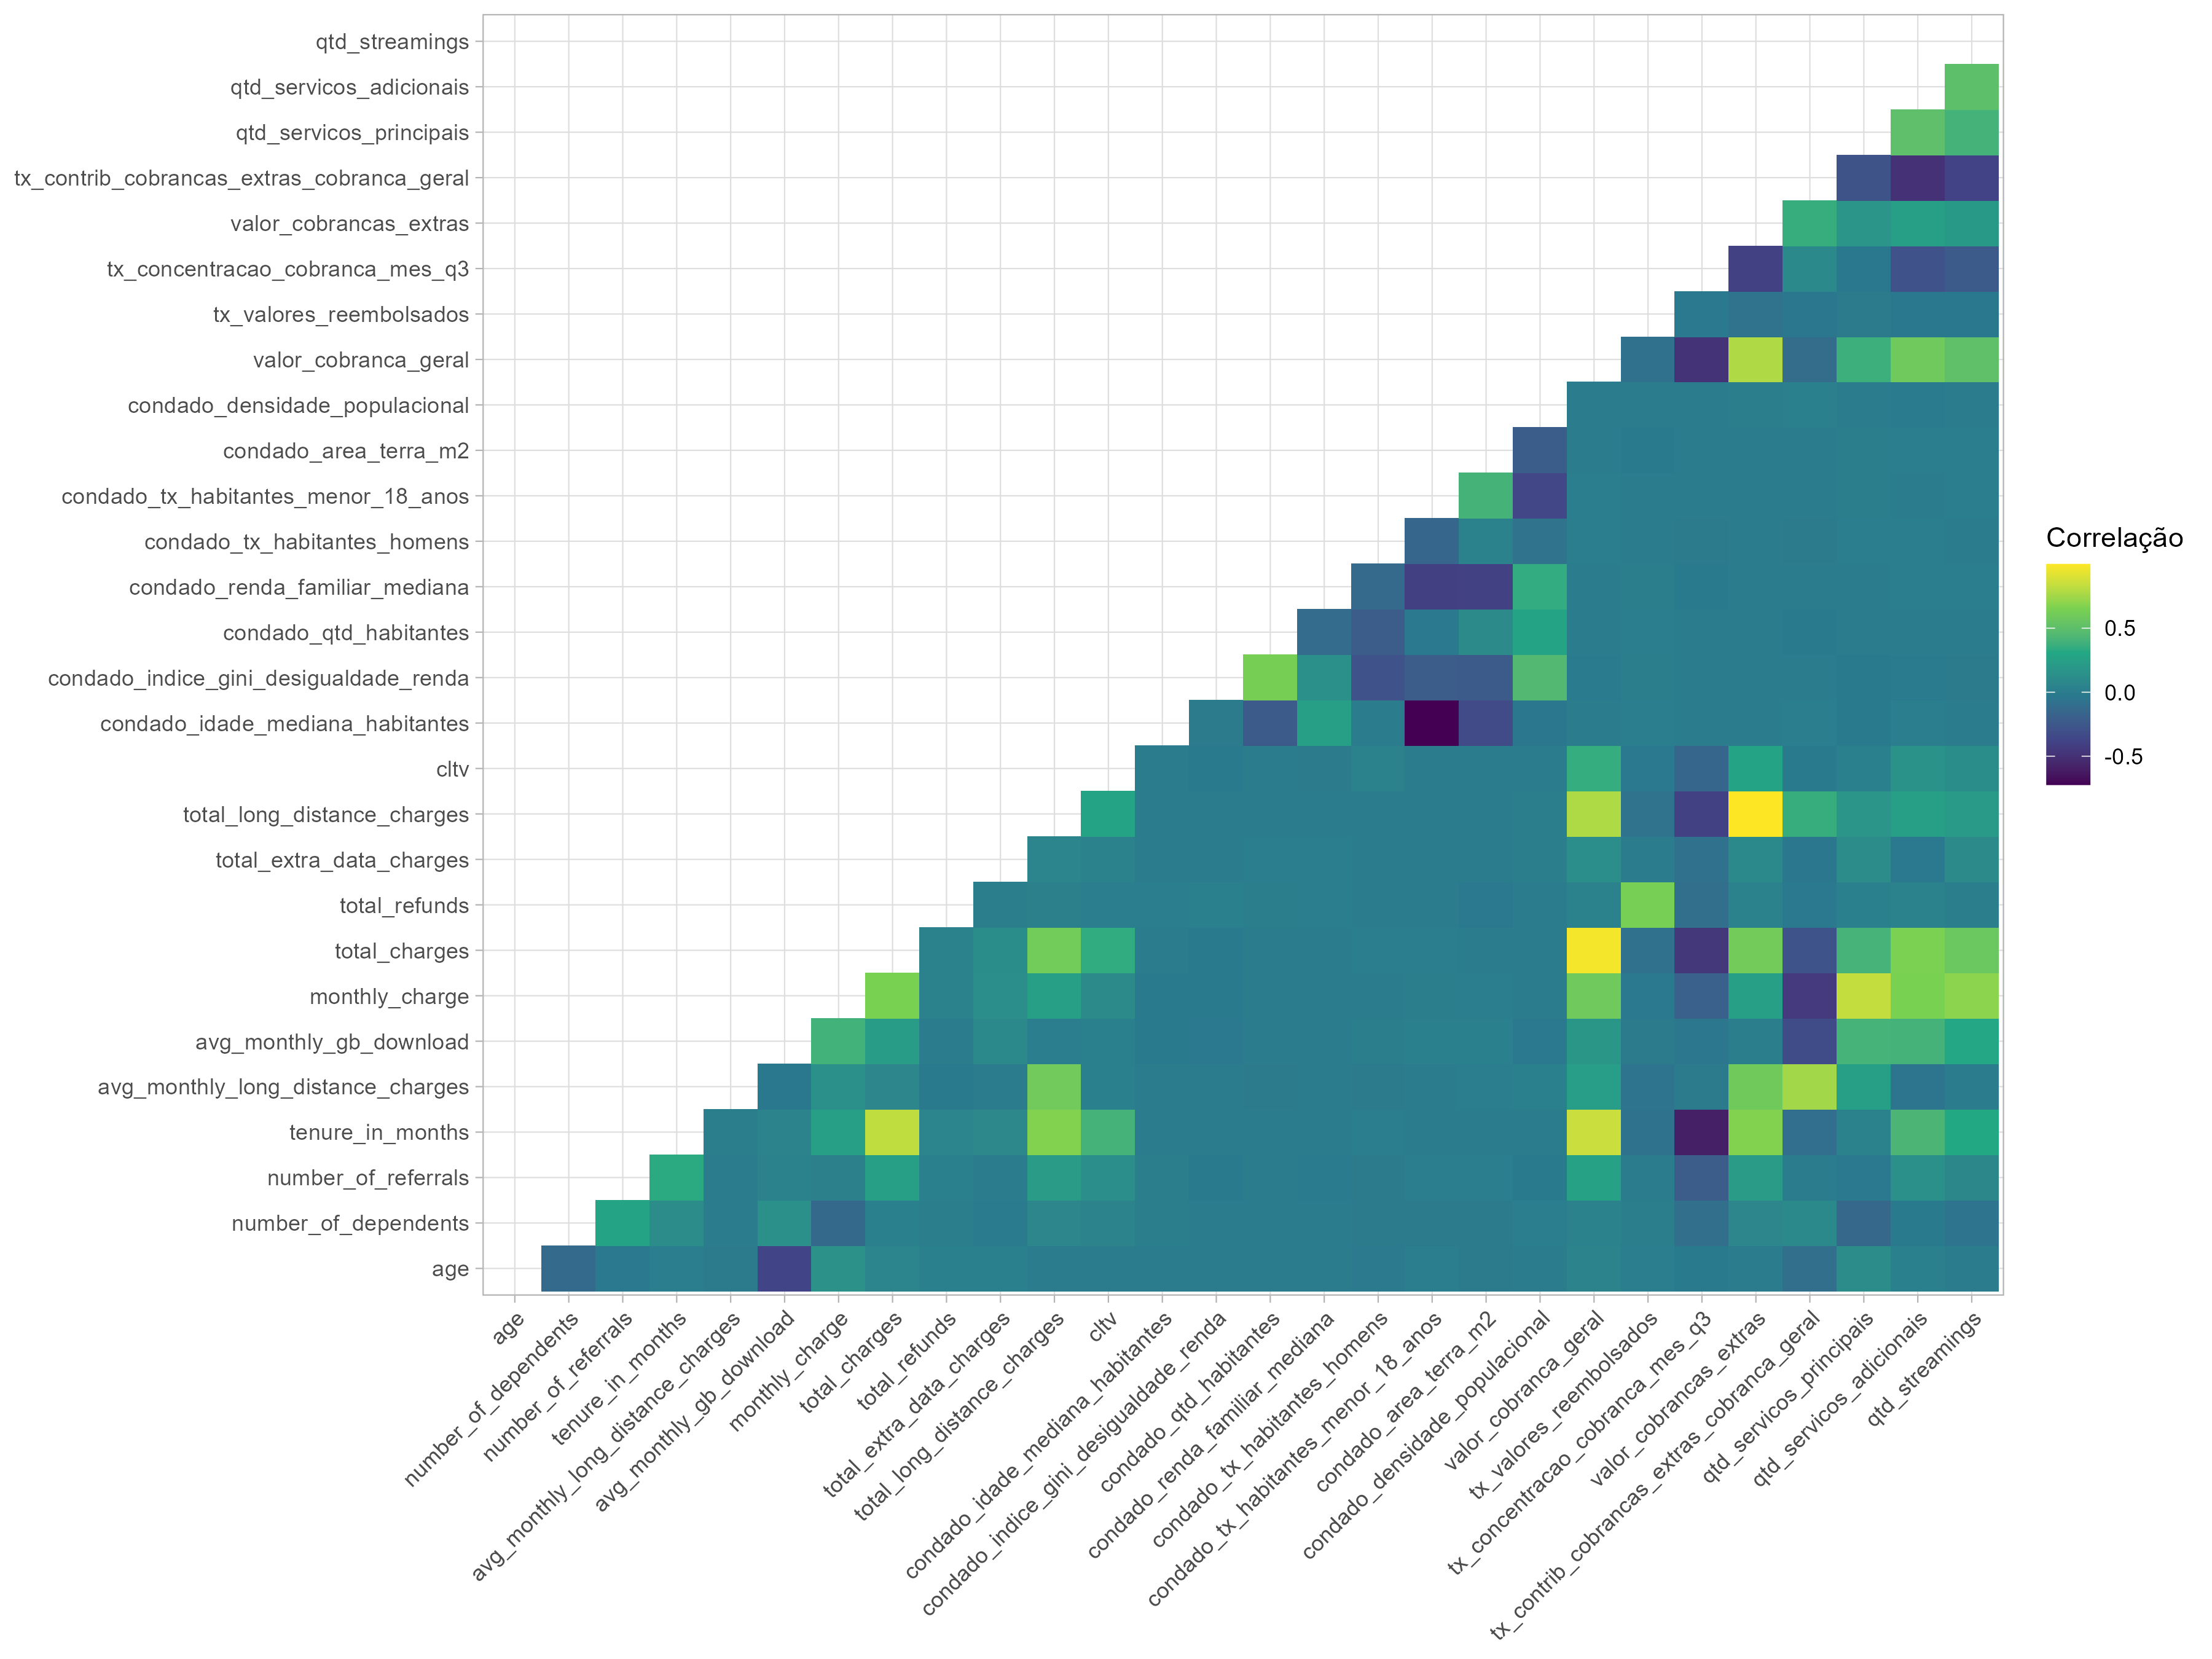 qtd_streamings
qtd_servicos_adicionais
qtd_servicos_principais
tx_contrib_cobrancas_extras_cobranca_geral
valor_cobrancas_extras
tx_concentracao_cobranca_mes_q3
tx_valores_reembolsados
valor_cobranca_geral
condado_densidade_populacional
condado_area_terra_m2
condado_tx_habitantes_menor_18_anos
condado_tx_habitantes_homens
condado_renda_familiar_mediana
condado_qtd_habitantes
condado_indice_gini_desigualdade_renda
condado_idade_mediana_habitantes
cltv
total_long_distance_charges
total_extra_data_charges
total_refunds
total_charges
monthly_charge
avg_monthly_gb_download
avg_monthly_long_distance_charges
tenure_in_months
number_of_referrals
number_of_dependents
age
age
number_of_dependents
number_of_referrals
tenure_in_months
avg_monthly_long_distance_charges
avg_monthly_gb_download
monthly_charge
total_charges
total_refunds
total_extra_data_charges
total_long_distance_charges
cltv
condado_idade_mediana_habitantes
condado_indice_gini_desigualdade_renda
condado_qtd_habitantes
condado_renda_familiar_mediana
condado_tx_habitantes_homens
condado_tx_habitantes_menor_18_anos
condado_area_terra_m2
condado_densidade_populacional
valor_cobranca_geral
tx_valores_reembolsados
tx_concentracao_cobranca_mes_q3
valor_cobrancas_extras
tx_contrib_cobrancas_extras_cobranca_geral
qtd_servicos_principais
qtd_servicos_adicionais
qtd_streamings
Correlação
0.5
0.0
-0.5